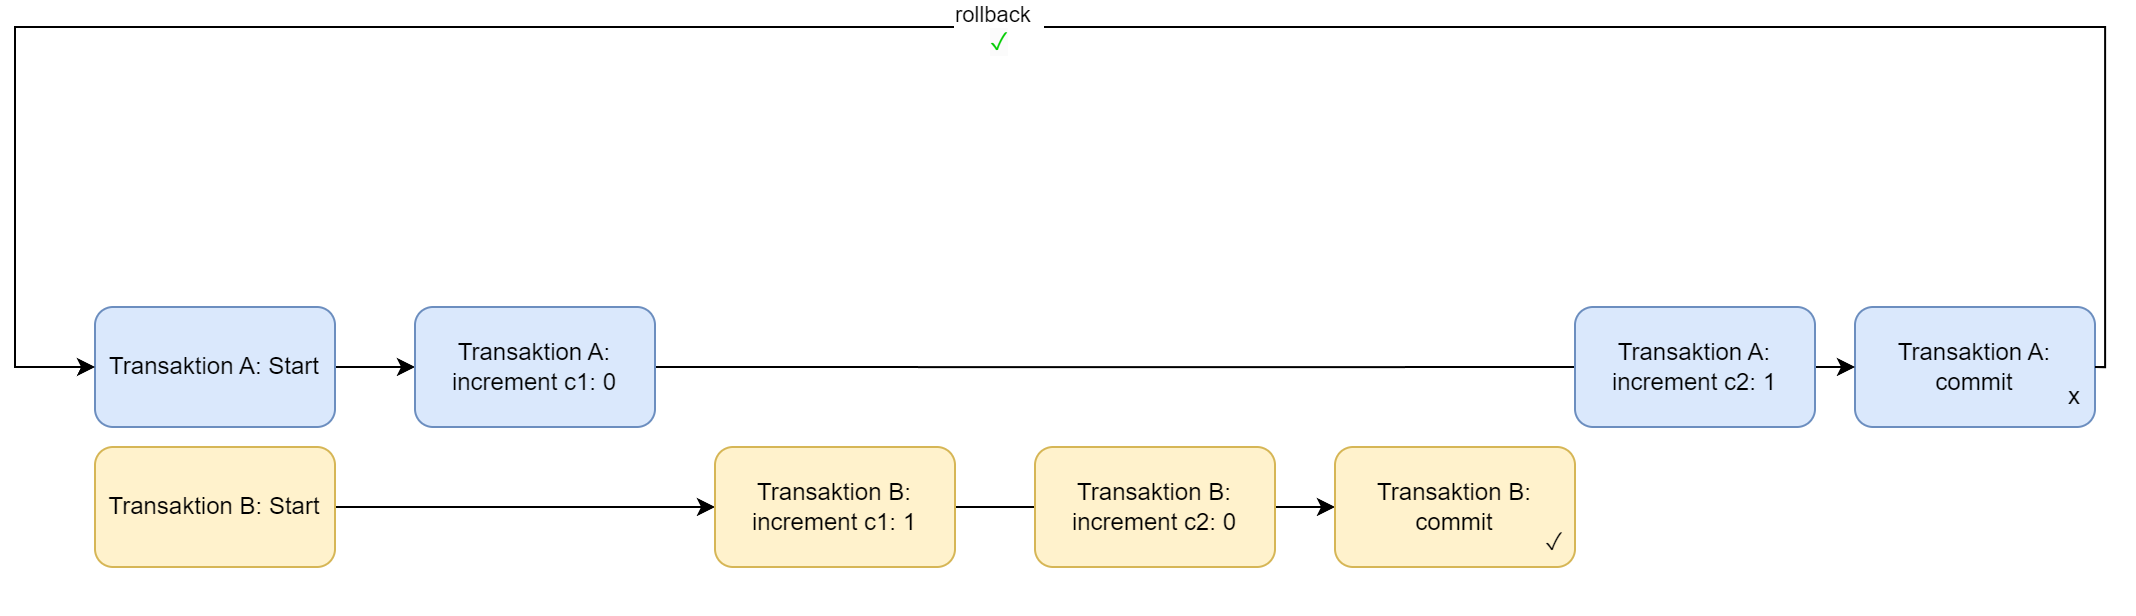 rollback
✓
Transaktion A: Start
Transaktion A:
increment c1: 0
Transaktion A:
increment c2: 1
Transaktion A:
commit
x
Transaktion B: Start
Transaktion B:
increment c1: 1
Transaktion B:
increment c2: 0
Transaktion B:
commit
✓